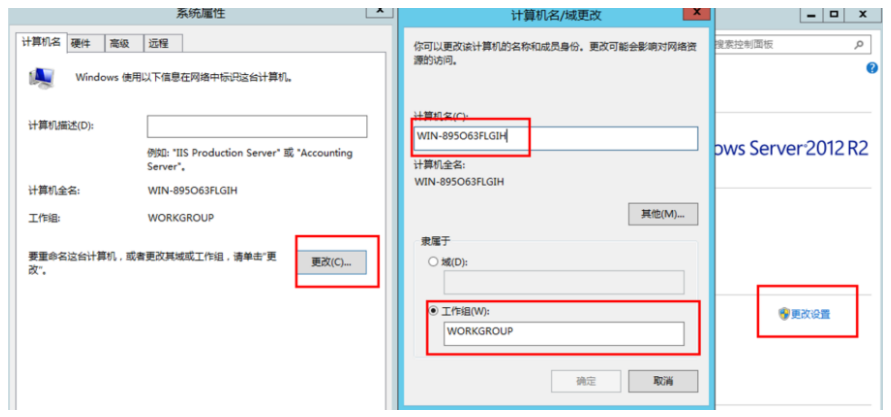 系统属性
计算机名
硬件
高级
远程
Windows 使用以下信息在网络中标识这台计算机。
计算机描述(D):
例如: "IIS Production Server" 或 "Accounting
Server"。
计算机全名:
WIN-895O63FLGIH
工作组:
WORKGROUP
要重命名这台计算机，或者更改其域或工作组，请单击"更
改"。
更改(C)...
计算机名/域更改
你可以更改该计算机的名称和成员身份。更改可能会影响对网络资
源的访问。
计算机名(C):
WIN-895O63FLGIH
计算机全名:
WIN-895O63FLGIH
其他(M)...
隶属于
域(D):
工作组(W):
WORKGROUP
确定
取消
搜索控制面板
ows Server 2012 R2
更改设置